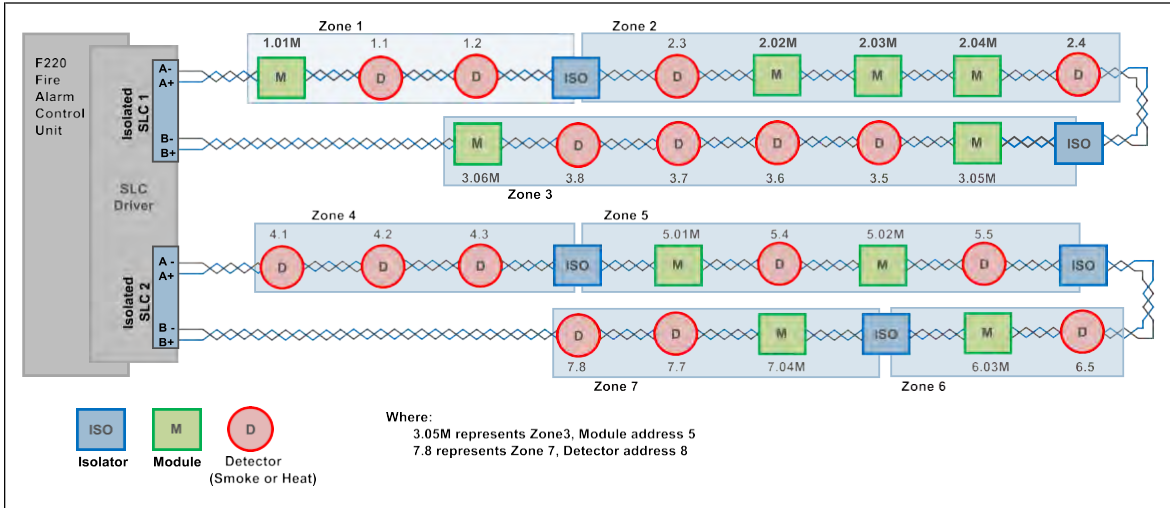 Zone 1
Zone 2
F220
Fire
Alarm
Control
Unit
Isolated
SLC 1
A-
A+
B-
B+
1.01M
1.1
1.2
2.3
2.02M
2.03M
2.04M
2.4
M
D
D
ISO
D
M
M
M
D
M
D
D
D
D
M
ISO
3.06M
3.8
3.7
3.6
3.5
3.05M
Zone 3
SLC
Driver
Zone 4
Zone 5
Isolated
SLC 2
A -
A+
B -
B+
4.1
4.2
4.3
5.01M
5.4
5.02M
5.5
D
D
D
ISO
M
D
M
D
ISO
D
D
M
ISO
M
D
7.8
7.7
7.04M
6.03M
6.5
Zone 7
Zone 6
ISO
M
D
Isolator
Module
Detector
(Smoke or Heat)
Where:
3.05M represents Zone3, Module address 5
7.8 represents Zone 7, Detector address 8